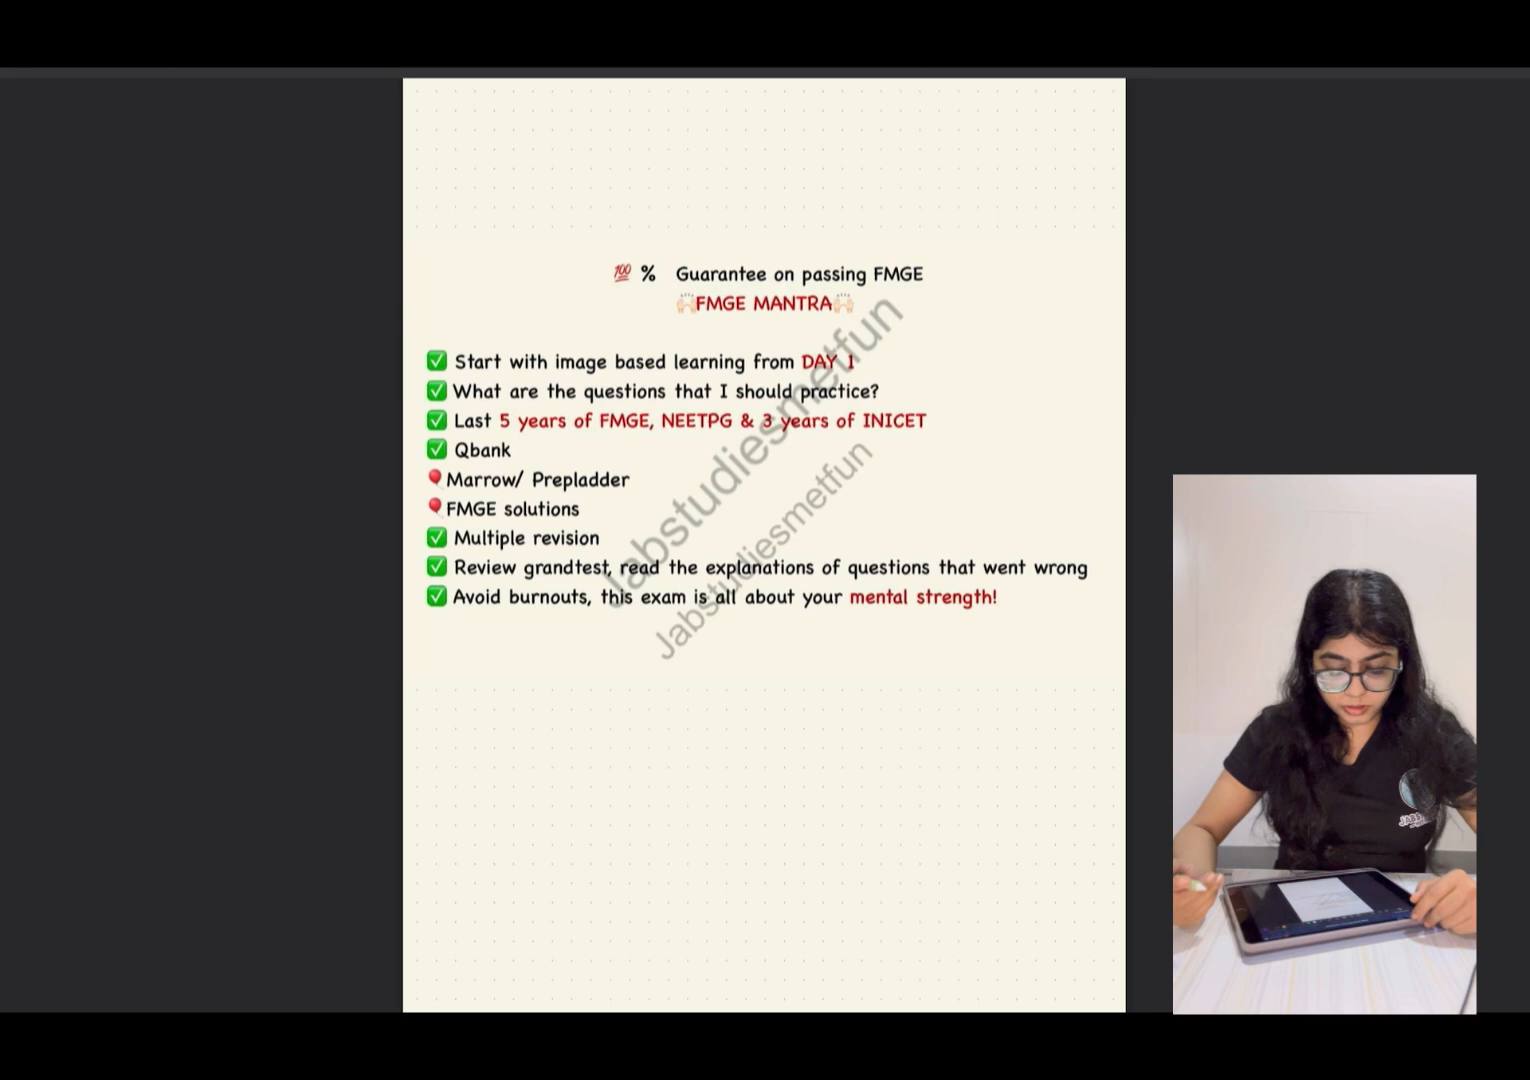 💯 % Guarantee on passing FMGE
🙌🏻FMGE MANTRA🙌🏻
✅ Start with image based learning from DAY 1
✅ What are the questions that I should practice?
✅ Last 5 years of FMGE, NEETPG & 3 years of INICET
✅ Qbank
🎈Marrow/ Prepladder
🎈FMGE solutions
✅ Multiple revision
✅ Review grandtest, read the explanations of questions that went wrong
✅ Avoid burnouts, this exam is all about your mental strength!
Jabstudiesmetfun
Jabstudiesmetfun